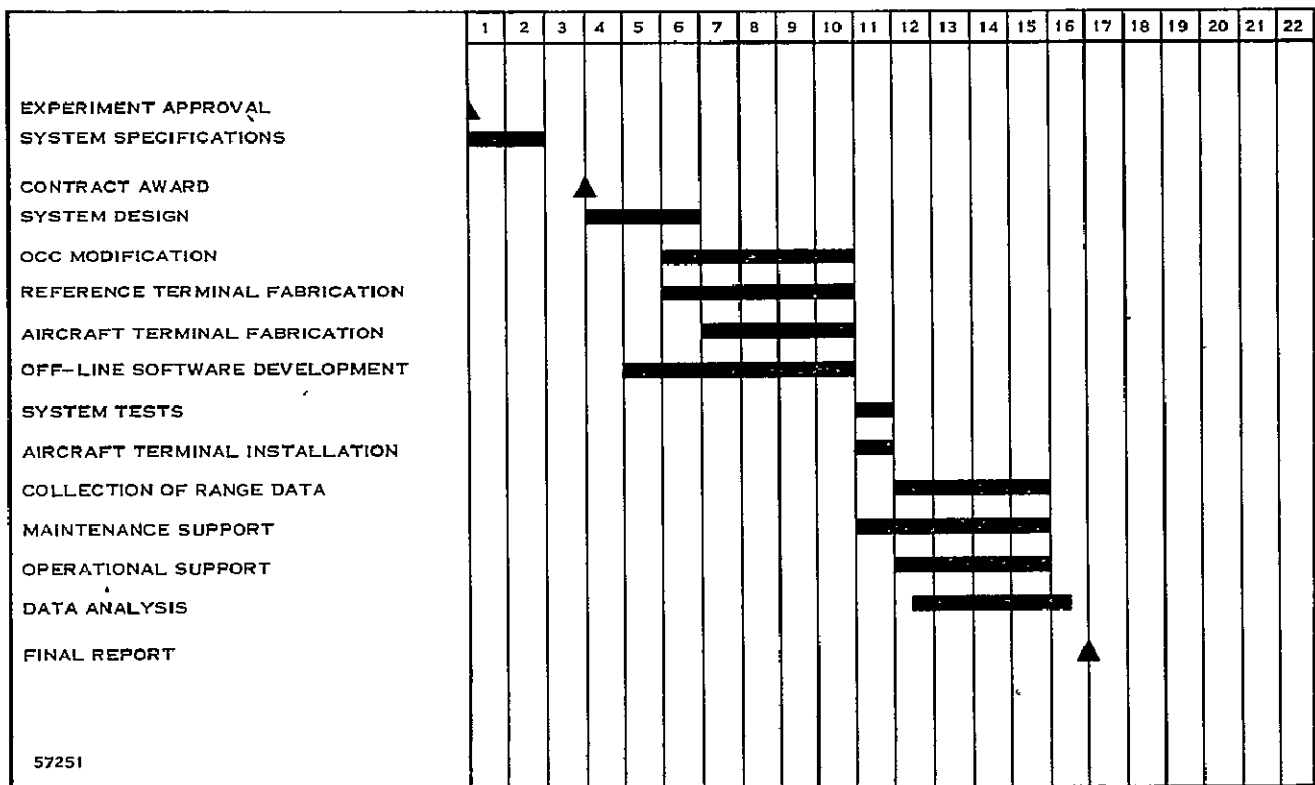 1 2 3 4 5 6 7 8 9 10 11 12 13 14 15 16 17 18 19 20 21 22
EXPERIMENT APPROVAL
SYSTEM SPECIFICATIONS
CONTRACT AWARD
SYSTEM DESIGN
OCC MODIFICATION
REFERENCE TERMINAL FABRICATION
AIRCRAFT TERMINAL FABRICATION
OFF-LINE SOFTWARE DEVELOPMENT
SYSTEM TESTS
AIRCRAFT TERMINAL INSTALLATION
COLLECTION OF RANGE DATA
MAINTENANCE SUPPORT
OPERATIONAL SUPPORT
DATA ANALYSIS
FINAL REPORT
57251